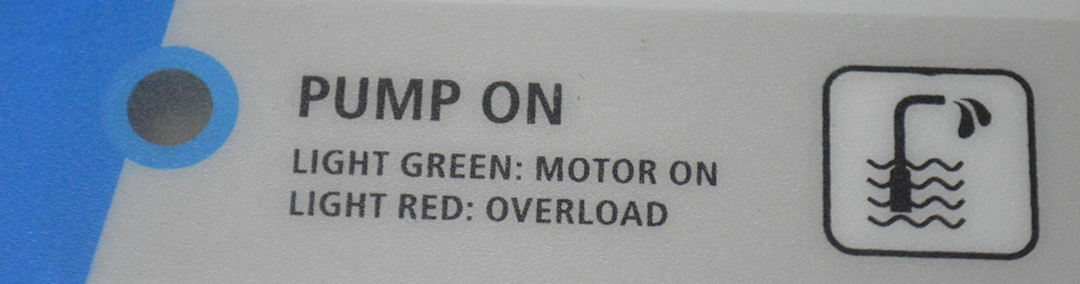 PUMP ON
LIGHT GREEN: MOTOR ON
LIGHT RED: OVERLOAD